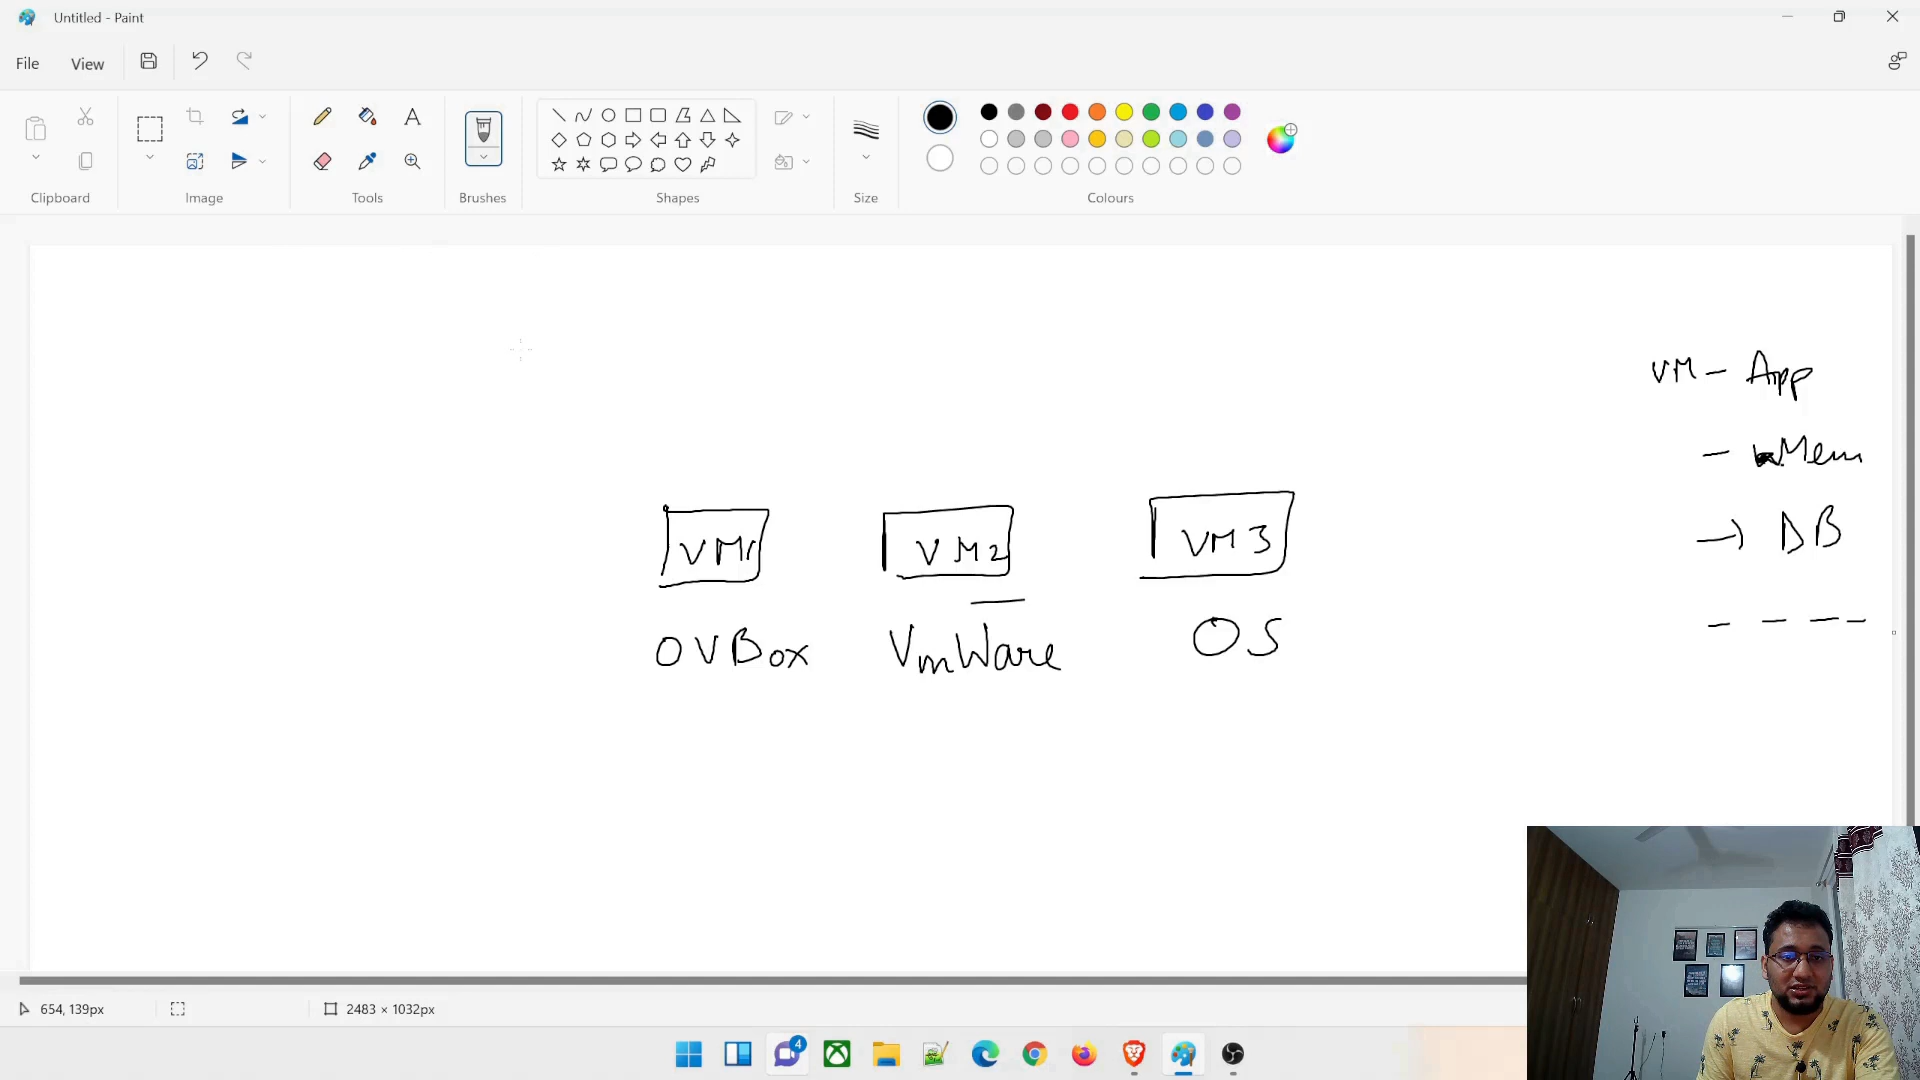 Untitled - Paint
File
View
Clipboard
Image
Tools
Brushes
Shapes
Size
Colours
VM - App
- Mem
→ DB
- - - -
VM1
VM2
VM3
OVBox
VmWare
OS
654, 139px
2483 × 1032px
4